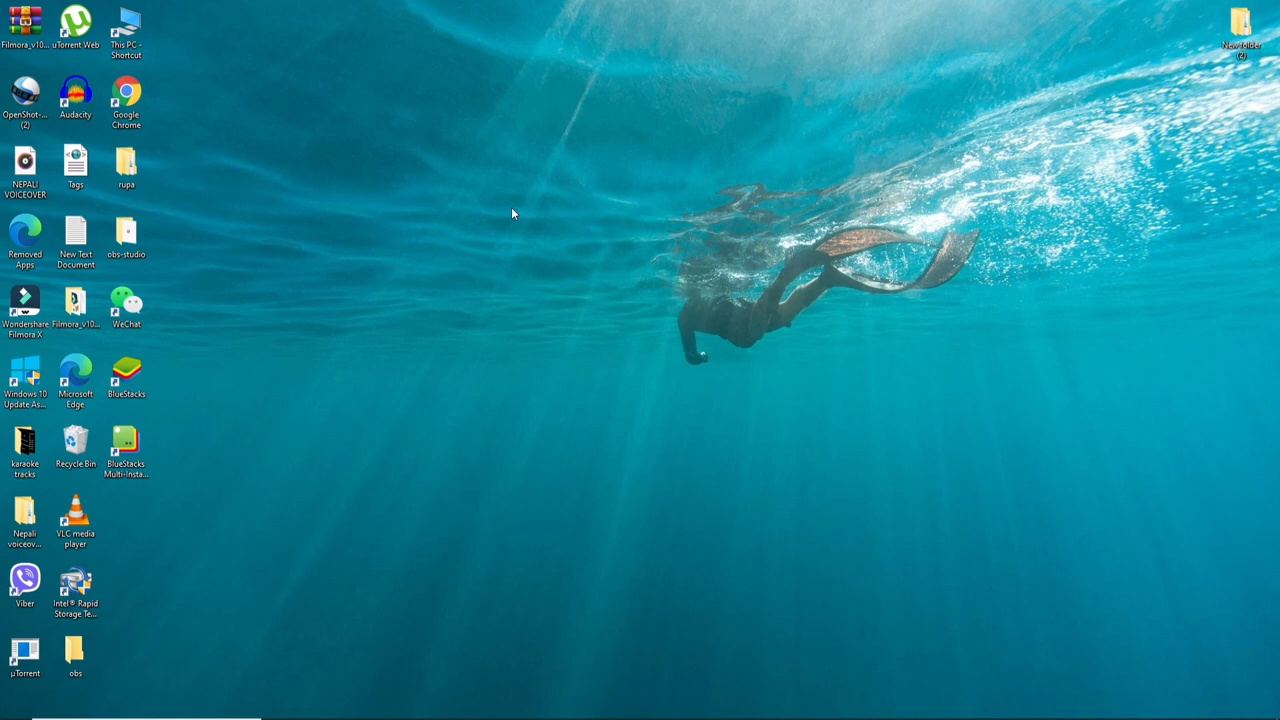 Filmora_v10...
uTorrent Web
This PC -
Shortcut
New folder
(2)
OpenShot-...
(2)
Audacity
Google
Chrome
NEPALI
VOICEOVER
Tags
rupa
Removed
Apps
New Text
Document
obs-studio
Wondershare
Filmora X
Filmora_v10...
WeChat
Windows 10
Update As...
Microsoft
Edge
BlueStacks
karaoke
tracks
Recycle Bin
BlueStacks
Multi-Insta...
Nepali
voiceov...
VLC media
player
Viber
Intel® Rapid
Storage Te...
µTorrent
obs